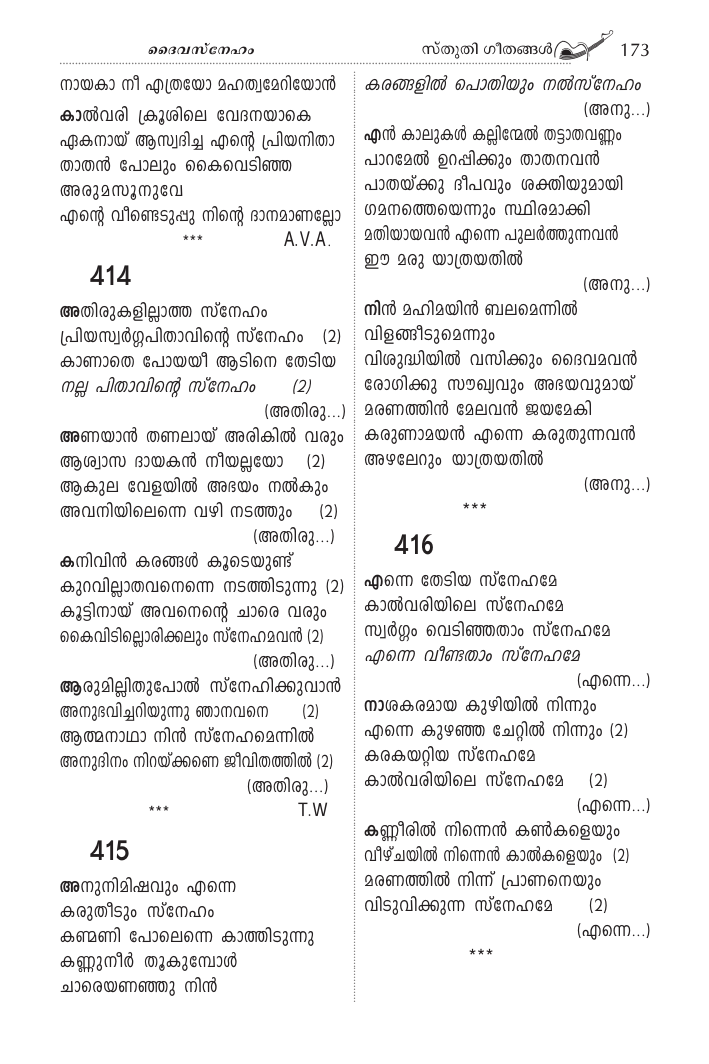 ദൈവസ്നേഹം
സ്തുതി ഗീതങ്ങൾ 173
നായകാ നീ എത്രയോ മഹത്വമേറിയോൻ
കാൽവരി ക്രൂശിലെ വേദനയാകെ
ഏകനായ് ആസ്വദിച്ച എന്റെ പ്രിയനിതാ
താതൻ പോലും കൈവെടിഞ്ഞ
അരുമസൂനുവേ
എന്റെ വീണ്ടെടുപ്പു നിന്റെ ദാനമാണല്ലോ
*** A.V.A.
414
അതിരുകളില്ലാത്ത സ്നേഹം
പ്രിയസ്വർഗ്ഗപിതാവിന്റെ സ്നേഹം (2)
കാണാതെ പോയയീ ആടിനെ തേടിയ
നല്ല പിതാവിന്റെ സ്നേഹം (2)
(അതിരു...)
അണയാൻ തണലായ് അരികിൽ വരും
ആശ്വാസ ദായകൻ നീയല്ലയോ (2)
ആകുല വേളയിൽ അഭയം നൽകും
അവനിയിലെന്നെ വഴി നടത്തും (2)
(അതിരു...)
കനിവിൻ കരങ്ങൾ കൂടെയുണ്ട്
കുറവില്ലാതവനെന്നെ നടത്തിടുന്നു (2)
കൂട്ടിനായ് അവനെന്റെ ചാരെ വരും
കൈവിടില്ലൊരിക്കലും സ്നേഹമവൻ (2)
(അതിരു...)
ആരുമില്ലിതുപോൽ സ്നേഹിക്കുവാൻ
അനുഭവിച്ചറിയുന്നു ഞാനവനെ (2)
ആത്മനാഥാ നിൻ സ്നേഹമെന്നിൽ
അനുദിനം നിറയ്ക്കണെ ജീവിതത്തിൽ (2)
(അതിരു...)
*** T.W
415
അനുനിമിഷവും എന്നെ
കരുതീടും സ്നേഹം
കണ്മണി പോലെന്നെ കാത്തിടുന്നു
കണ്ണുനീർ തൂകുമ്പോൾ
ചാരെയണഞ്ഞു നിൻ
കരങ്ങളിൽ പൊതിയും നൽസ്നേഹം
(അനു...)
എൻ കാലുകൾ കല്ലിന്മേൽ തട്ടാതവണ്ണം
പാറമേൽ ഉറപ്പിക്കും താതനവൻ
പാതയ്ക്കു ദീപവും ശക്തിയുമായി
ഗമനത്തെയെന്നും സ്ഥിരമാക്കി
മതിയായവൻ എന്നെ പുലർത്തുന്നവൻ
ഈ മരു യാത്രയതിൽ
(അനു...)
നിൻ മഹിമയിൻ ബലമെന്നിൽ
വിളങ്ങീടുമെന്നും
വിശുദ്ധിയിൽ വസിക്കും ദൈവമവൻ
രോഗിക്കു സൗഖ്യവും അഭയവുമായ്
മരണത്തിൻ മേലവൻ ജയമേകി
കരുണാമയൻ എന്നെ കരുതുന്നവൻ
അഴലേറും യാത്രയതിൽ
(അനു...)
***
416
എന്നെ തേടിയ സ്നേഹമേ
കാൽവരിയിലെ സ്നേഹമേ
സ്വർഗ്ഗം വെടിഞ്ഞതാം സ്നേഹമേ
എന്നെ വീണ്ടതാം സ്നേഹമേ
(എന്നെ...)
നാശകരമായ കുഴിയിൽ നിന്നും
എന്നെ കുഴഞ്ഞ ചേറ്റിൽ നിന്നും (2)
കരകയറ്റിയ സ്നേഹമേ
കാൽവരിയിലെ സ്നേഹമേ (2)
(എന്നെ...)
കണ്ണീരിൽ നിന്നെൻ കൺകളെയും
വീഴ്ചയിൽ നിന്നെൻ കാൽകളെയും (2)
മരണത്തിൽ നിന്ന് പ്രാണനെയും
വിടുവിക്കുന്ന സ്നേഹമേ (2)
(എന്നെ...)
***